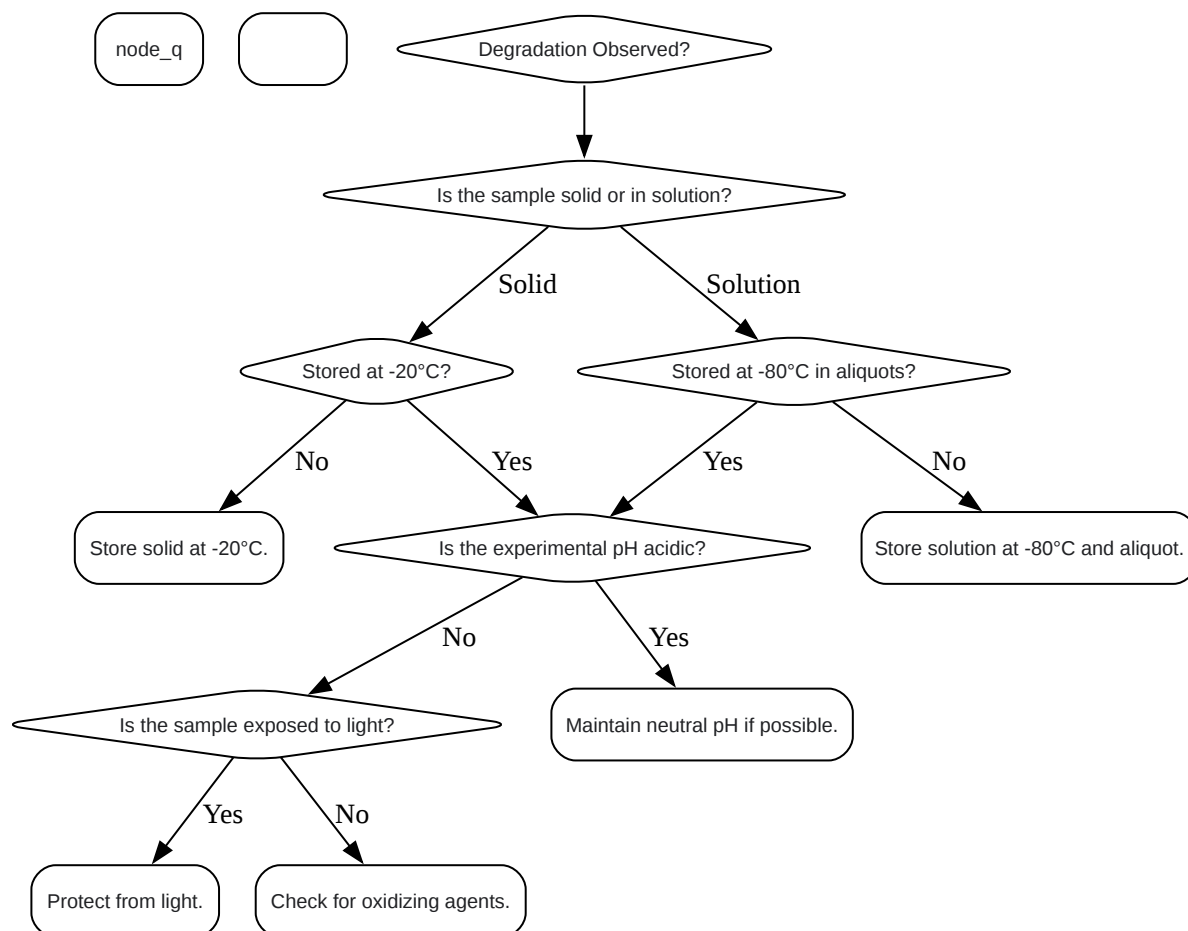 node_q
Degradation Observed?
Is the sample solid or in solution?
Solid
Solution
Stored at -20°C?
Stored at -80°C in aliquots?
No
Yes
Yes
No
Store solid at -20°C.
Is the experimental pH acidic?
Store solution at -80°C and aliquot.
No
Yes
Is the sample exposed to light?
Maintain neutral pH if possible.
Yes
No
Protect from light.
Check for oxidizing agents.